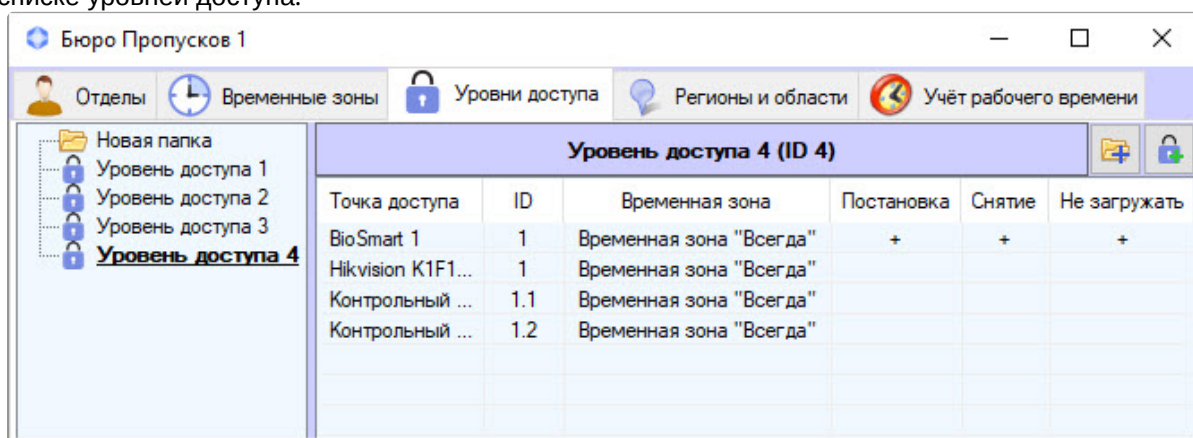 списке уровней доступа.
Бюро Пропусков 1
Отделы Временные зоны Уровни доступа Регионы и области Учёт рабочего времени
Новая папка
Уровень доступа 1
Уровень доступа 2
Уровень доступа 3
Уровень доступа 4
Уровень доступа 4 (ID 4)
Точка доступа ID Временная зона Постановка Снятие Не загружать
BioSmart 1 1 Временная зона "Всегда" + + +
Hikvision K1F1... 1 Временная зона "Всегда"
Контрольный ... 1.1 Временная зона "Всегда"
Контрольный ... 1.2 Временная зона "Всегда"